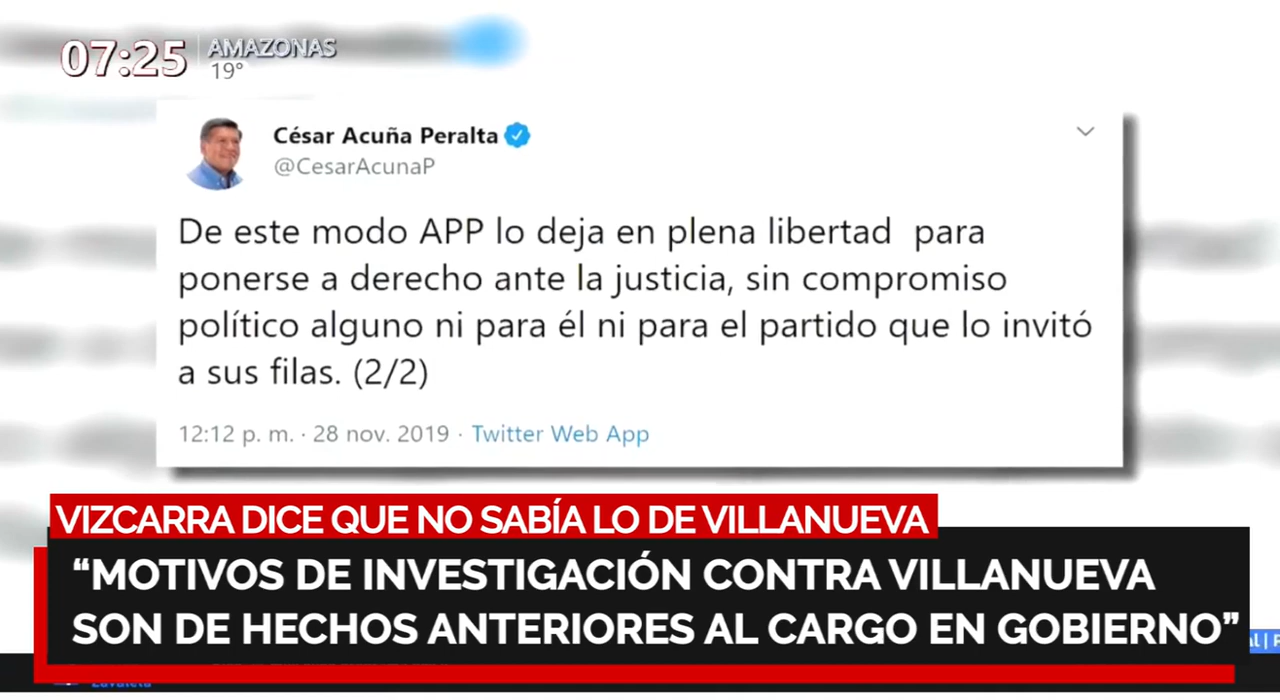 07:25
AMAZONAS
19°
César Acuña Peralta
@CesarAcunaP
De este modo APP lo deja en plena libertad para
ponerse a derecho ante la justicia, sin compromiso
político alguno ni para él ni para el partido que lo invitó
a sus filas. (2/2)
12:12 p. m. · 28 nov. 2019 · Twitter Web App
VIZCARRA DICE QUE NO SABÍA LO DE VILLANUEVA
“MOTIVOS DE INVESTIGACIÓN CONTRA VILLANUEVA
SON DE HECHOS ANTERIORES AL CARGO EN GOBIERNO”